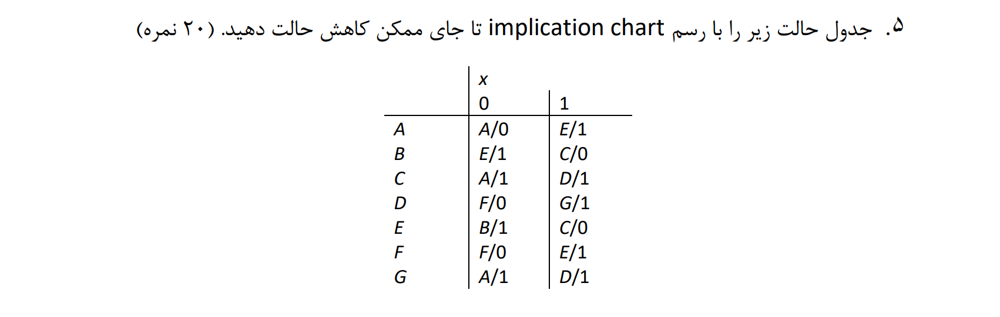 ۵. جدول حالت زیر را با رسم implication chart تا جای ممکن کاهش حالت دهید. (۲۰ نمره)
x
0 1
A A/0 E/1
B E/1 C/0
C A/1 D/1
D F/0 G/1
E B/1 C/0
F F/0 E/1
G A/1 D/1